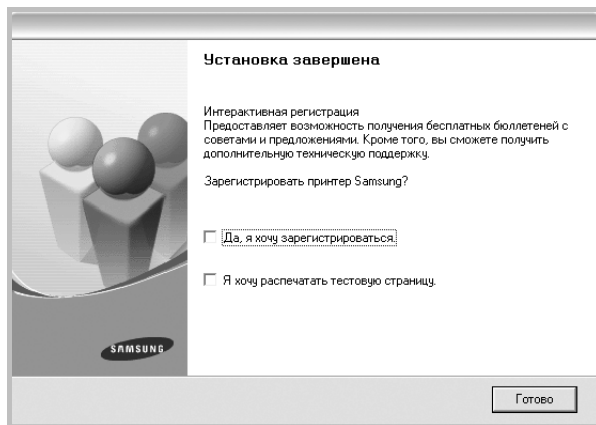 Установка завершена
Интерактивная регистрация
Предоставляет возможность получения бесплатных бюллетеней с
советами и предложениями. Кроме того, вы сможете получить
дополнительную техническую поддержку.
Зарегистрировать принтер Samsung?
Да, я хочу зарегистрироваться.
Я хочу распечатать тестовую страницу.
SAMSUNG
Готово